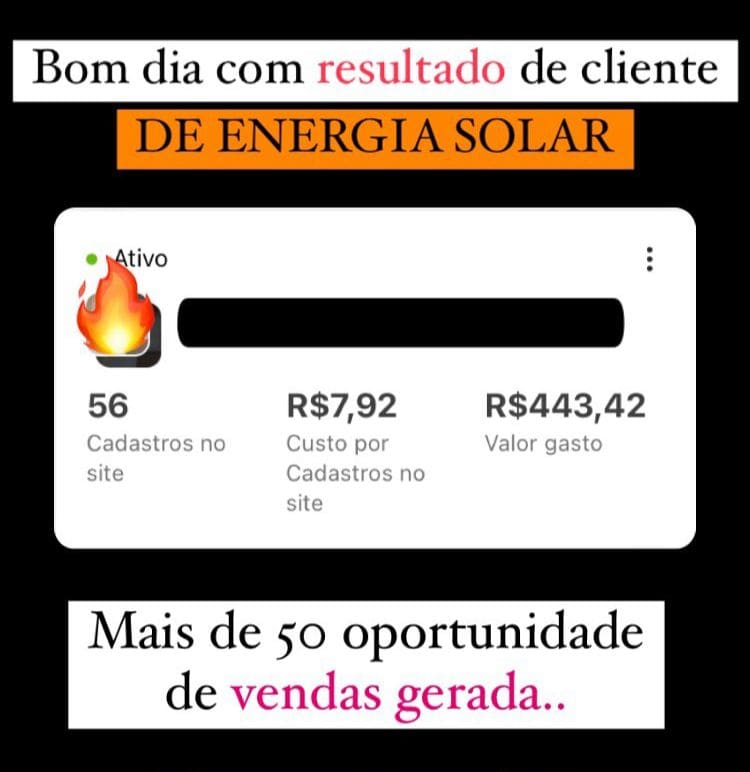 Bom dia com resultado de cliente
DE ENERGIA SOLAR
Ativo
56
R$7,92
R$443,42
Cadastros no
site
Custo por
Cadastros no
site
Valor gasto
Mais de 50 oportunidade
de vendas gerada..